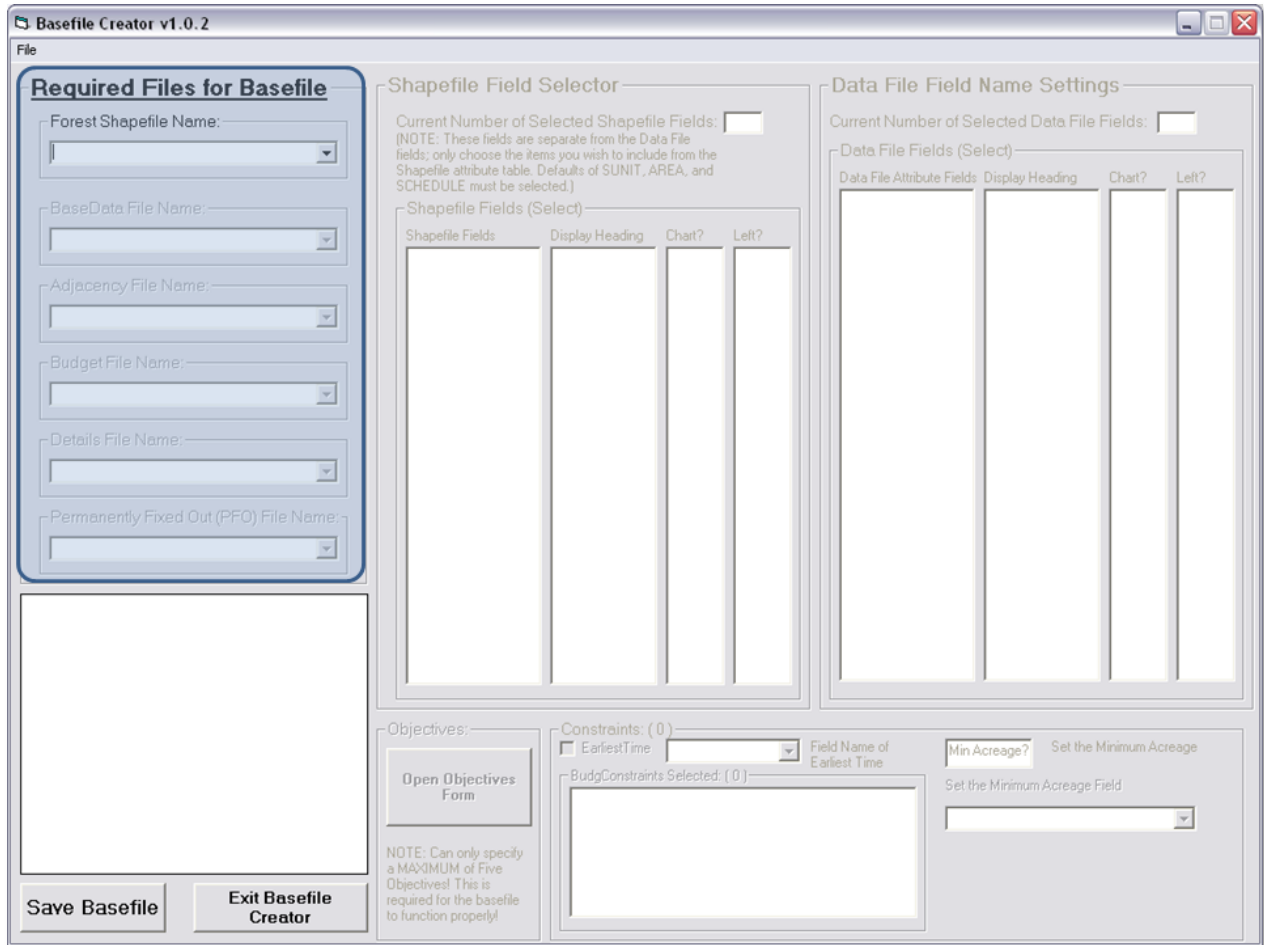 Basefile Creator v1.0.2
File
Required Files for Basefile
Forest Shapefile Name:
BaseData File Name:
Adjacency File Name:
Budget File Name:
Details File Name:
Permanently Fixed Out (PFO) File Name:
Save Basefile
Exit Basefile
Creator
Shapefile Field Selector
Current Number of Selected Shapefile Fields:
(NOTE: These fields are separate from the Data File
fields; only choose the items you wish to include from the
Shapefile attribute table. Defaults of SUNIT, AREA, and
SCHEDULE must be selected.)
Shapefile Fields (Select)
Shapefile Fields
Display Heading
Chart?
Left?
Data File Field Name Settings
Current Number of Selected Data File Fields:
Data File Fields (Select)
Data File Attribute Fields
Display Heading
Chart?
Left?
Objectives:
Open Objectives
Form
NOTE: Can only specify
a MAXIMUM of Five
Objectives! This is
required for the basefile
to function properly!
Constraints: ( 0 )
EarliestTime
Field Name of
Earliest Time
BudgConstraints Selected: ( 0 )
Min Acreage?
Set the Minimum Acreage
Set the Minimum Acreage Field